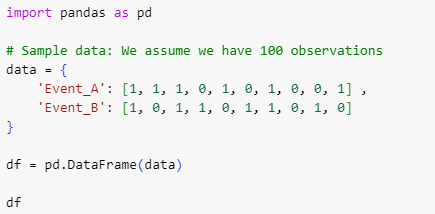 import pandas as pd
# Sample data: We assume we have 100 observations
data = {
    'Event_A': [1, 1, 1, 0, 1, 0, 1, 0, 0, 1] ,
    'Event_B': [1, 0, 1, 1, 0, 1, 1, 0, 1, 0]
}
df = pd.DataFrame(data)
df